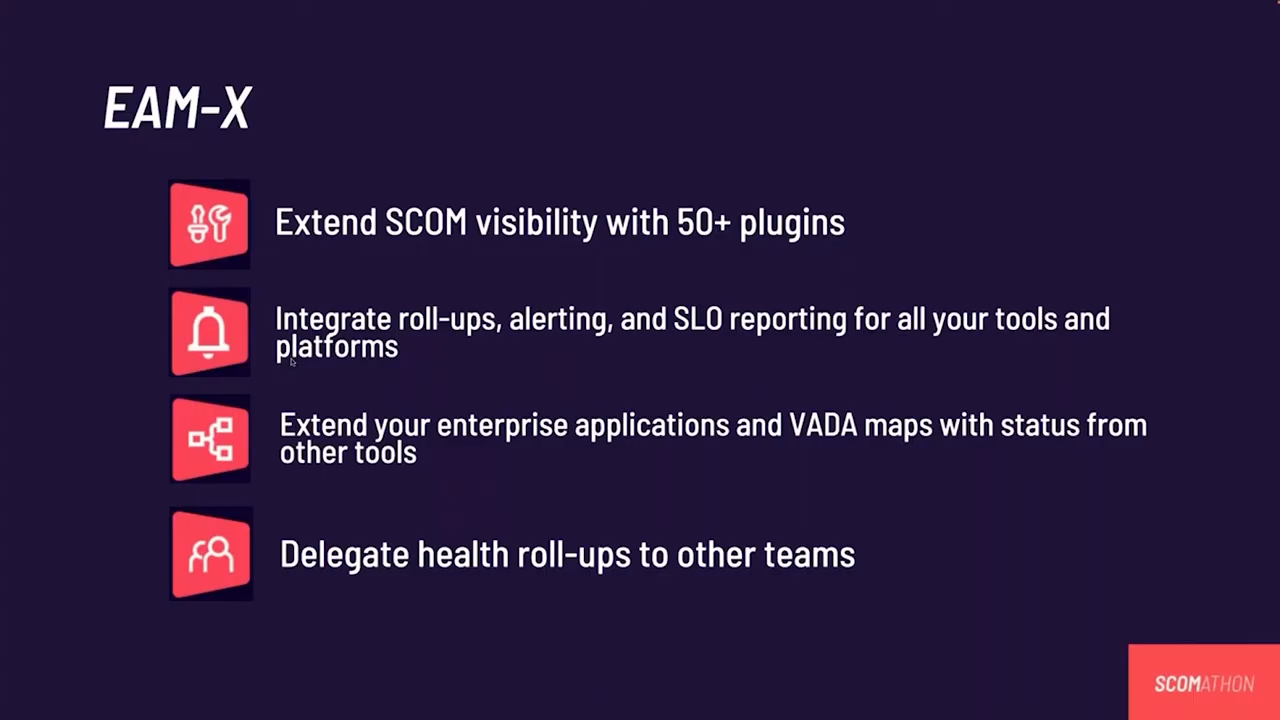 EAM-X
Extend SCOM visibility with 50+ plugins
Integrate roll-ups, alerting, and SLO reporting for all your tools and
platforms
Extend your enterprise applications and VADA maps with status from
other tools
Delegate health roll-ups to other teams
SCOMATHON